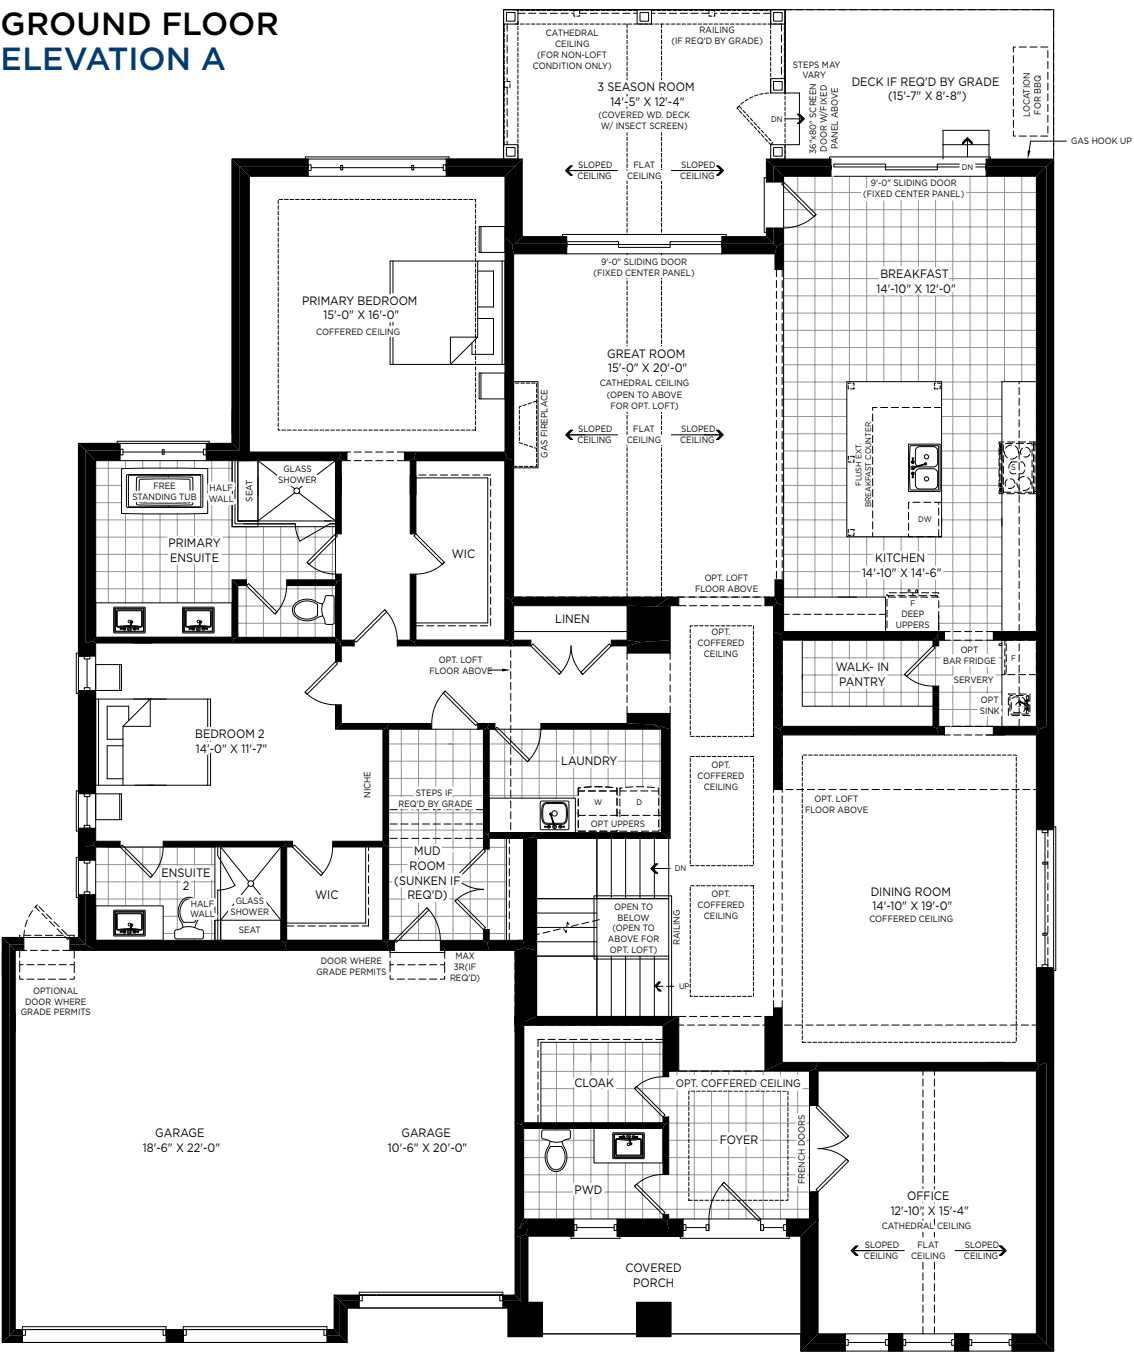 GROUND FLOOR
ELEVATION A
CATHEDRAL
CEILING
(FOR NON-LOFT
CONDITION ONLY)
RAILING
(IF REQ'D BY GRADE)
3 SEASON ROOM
14'-5" X 12'-4"
(COVERED WD. DECK
W/ INSECT SCREEN)
STEPS MAY
VARY
DN
36"x80" SCREEN
DOOR W/FIXED
PANEL ABOVE
DECK IF REQ'D BY GRADE
(15'-7" X 8'-8")
LOCATION
FOR BBQ
GAS HOOK UP
DN
SLOPED
CEILING
FLAT
CEILING
SLOPED
CEILING
9'-0" SLIDING DOOR
(FIXED CENTER PANEL)
9'-0" SLIDING DOOR
(FIXED CENTER PANEL)
BREAKFAST
14'-10" X 12'-0"
PRIMARY BEDROOM
15'-0" X 16'-0"
COFFERED CEILING
GREAT ROOM
15'-0" X 20'-0"
CATHEDRAL CEILING
(OPEN TO ABOVE
FOR OPT. LOFT)
GAS FIREPLACE
SLOPED
CEILING
FLAT
CEILING
SLOPED
CEILING
FLUSH EXT.
BREAKFAST COUNTER
DW
S
KITCHEN
14'-10" X 14'-6"
F
DEEP
UPPERS
FREE
STANDING TUB
HALF
WALL
SEAT
GLASS
SHOWER
PRIMARY
ENSUITE
WIC
OPT. LOFT
FLOOR ABOVE
LINEN
OPT.
COFFERED
CEILING
OPT. LOFT
FLOOR ABOVE
WALK- IN
PANTRY
OPT
BAR FRIDGE
F
SERVERY
OPT
SINK
BEDROOM 2
14'-0" X 11'-7"
NICHE
STEPS IF
REQ'D BY GRADE
LAUNDRY
W
D
OPT UPPERS
OPT.
COFFERED
CEILING
OPT. LOFT
FLOOR ABOVE
MUD
ROOM
(SUNKEN IF
REQ'D)
ENSUITE
2
HALF
WALL
GLASS
SHOWER
SEAT
WIC
DN
OPEN TO
BELOW
(OPEN TO
ABOVE FOR
OPT. LOFT)
RAILING
UP
OPT.
COFFERED
CEILING
DINING ROOM
14'-10" X 19'-0"
COFFERED CEILING
OPTIONAL
DOOR WHERE
GRADE PERMITS
DOOR WHERE
GRADE PERMITS
MAX
3R(IF
REQ'D)
CLOAK
OPT. COFFERED CEILING
FOYER
FRENCH DOORS
GARAGE
18'-6" X 22'-0"
GARAGE
10'-6" X 20'-0"
PWD
OFFICE
12'-10" X 15'-4"
CATHEDRAL CEILING
SLOPED
CEILING
FLAT
CEILING
SLOPED
CEILING
COVERED
PORCH